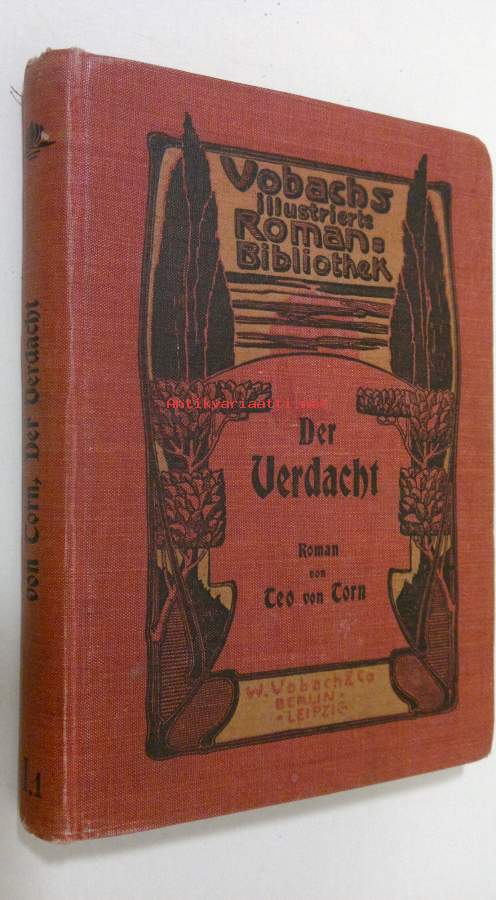 Vobachs
illustrierte
Roman=
Bibliothek
Antikvariaatti.net
Der
Verdacht
Roman
von
Teo von Torn
W. Vobach & Co
BERLIN ·
· LEIPZIG
von Torn, Der Verdacht
I.1